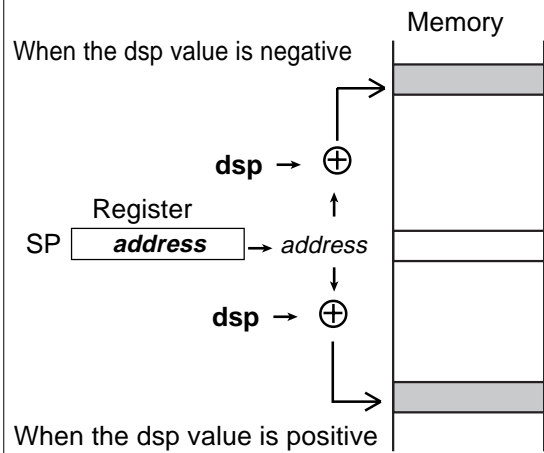 Memory
When the dsp value is negative
dsp
Register
SP address address
dsp
When the dsp value is positive